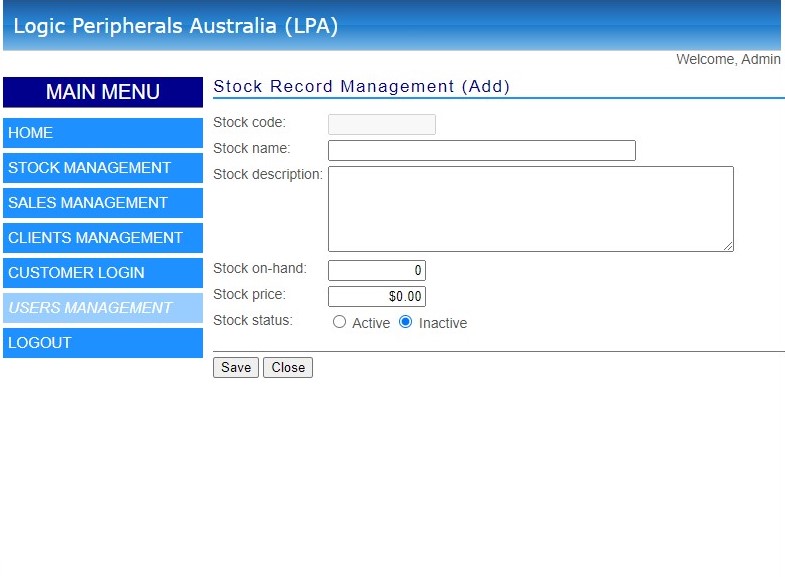 Logic Peripherals Australia (LPA)
Welcome, Admin
MAIN MENU
HOME
STOCK MANAGEMENT
SALES MANAGEMENT
CLIENTS MANAGEMENT
CUSTOMER LOGIN
USERS MANAGEMENT
LOGOUT
Stock Record Management (Add)
Stock code:
Stock name:
Stock description:
Stock on-hand: 0
Stock price: $0.00
Stock status: Active Inactive
Save Close